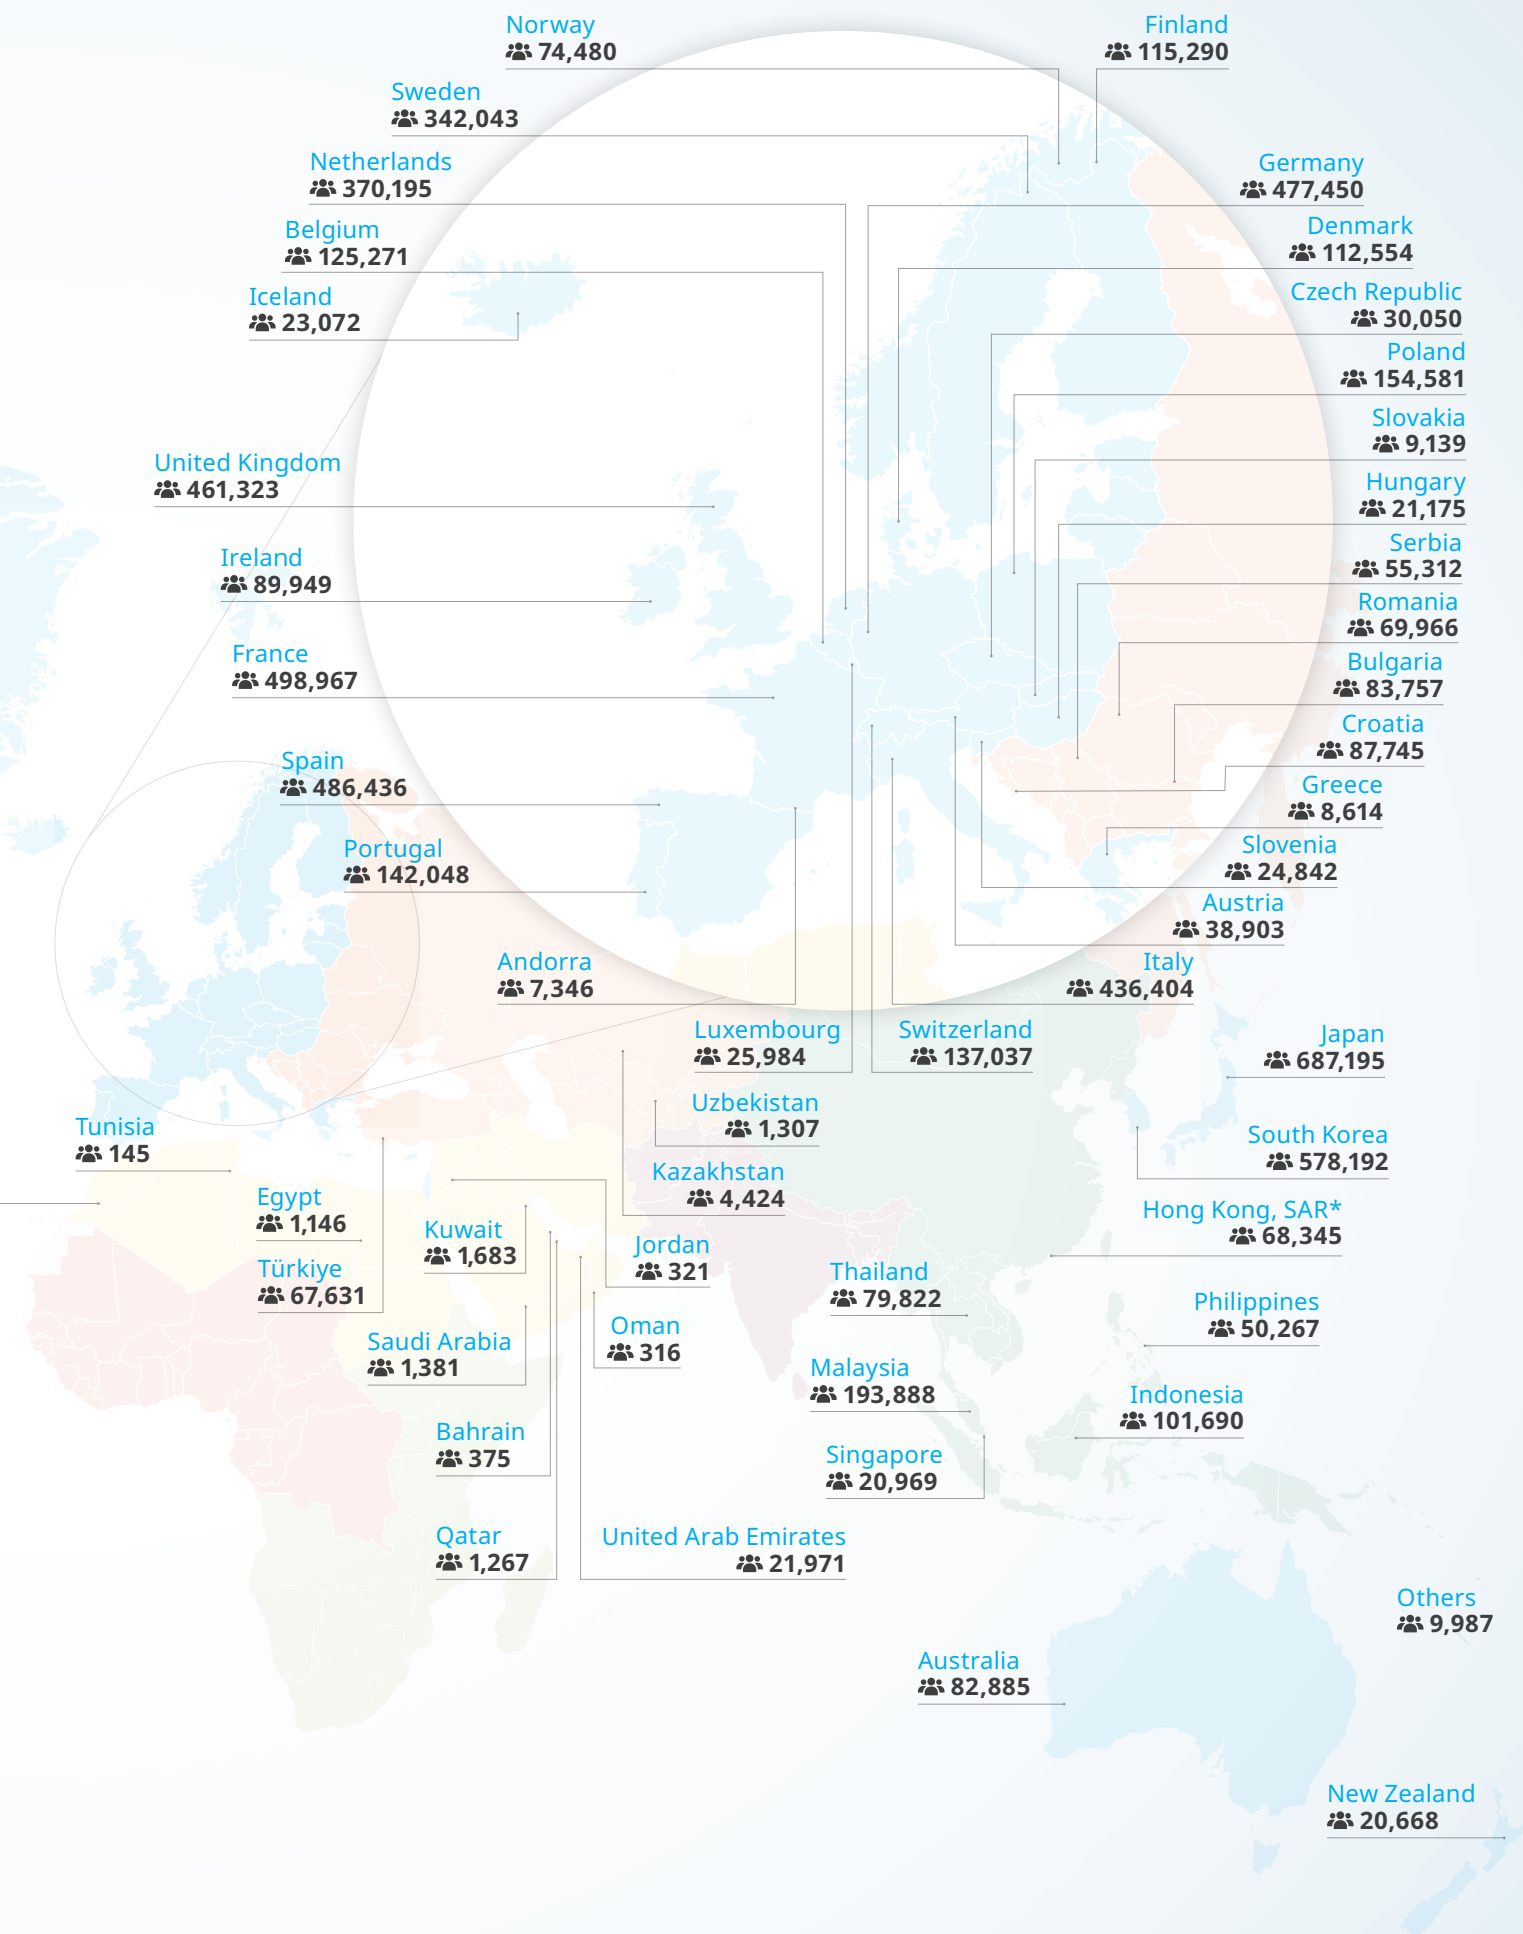 Norway
74,480
Finland
115,290
Sweden
342,043
Netherlands
370,195
Germany
477,450
Belgium
125,271
Denmark
112,554
Iceland
23,072
Czech Republic
30,050
Poland
154,581
Slovakia
9,139
United Kingdom
461,323
Hungary
21,175
Ireland
89,949
Serbia
55,312
Romania
69,966
France
498,967
Bulgaria
83,757
Croatia
87,745
Spain
486,436
Greece
8,614
Portugal
142,048
Slovenia
24,842
Austria
38,903
Andorra
7,346
Italy
436,404
Luxembourg
25,984
Switzerland
137,037
Japan
687,195
Uzbekistan
1,307
Tunisia
145
South Korea
578,192
Kazakhstan
4,424
Egypt
1,146
Hong Kong, SAR*
68,345
Kuwait
1,683
Jordan
321
Türkiye
67,631
Thailand
79,822
Philippines
50,267
Saudi Arabia
1,381
Oman
316
Malaysia
193,888
Indonesia
101,690
Bahrain
375
Singapore
20,969
Qatar
1,267
United Arab Emirates
21,971
Others
9,987
Australia
82,885
New Zealand
20,668